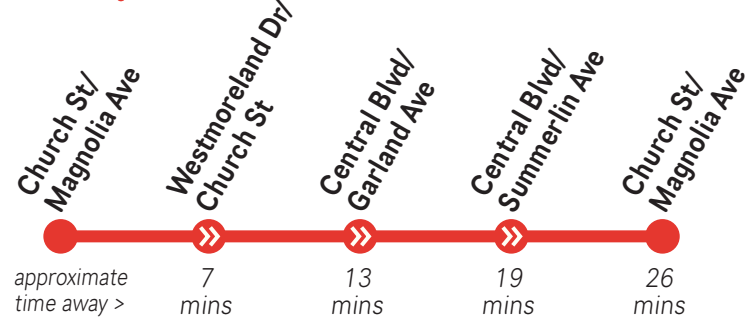 Church St/
Magnolia Ave
Westmoreland Dr/
Church St
Central Blvd/
Garland Ave
Central Blvd/
Summerlin Ave
Church St/
Magnolia Ave
approximate
time away >
7
mins
13
mins
19
mins
26
mins